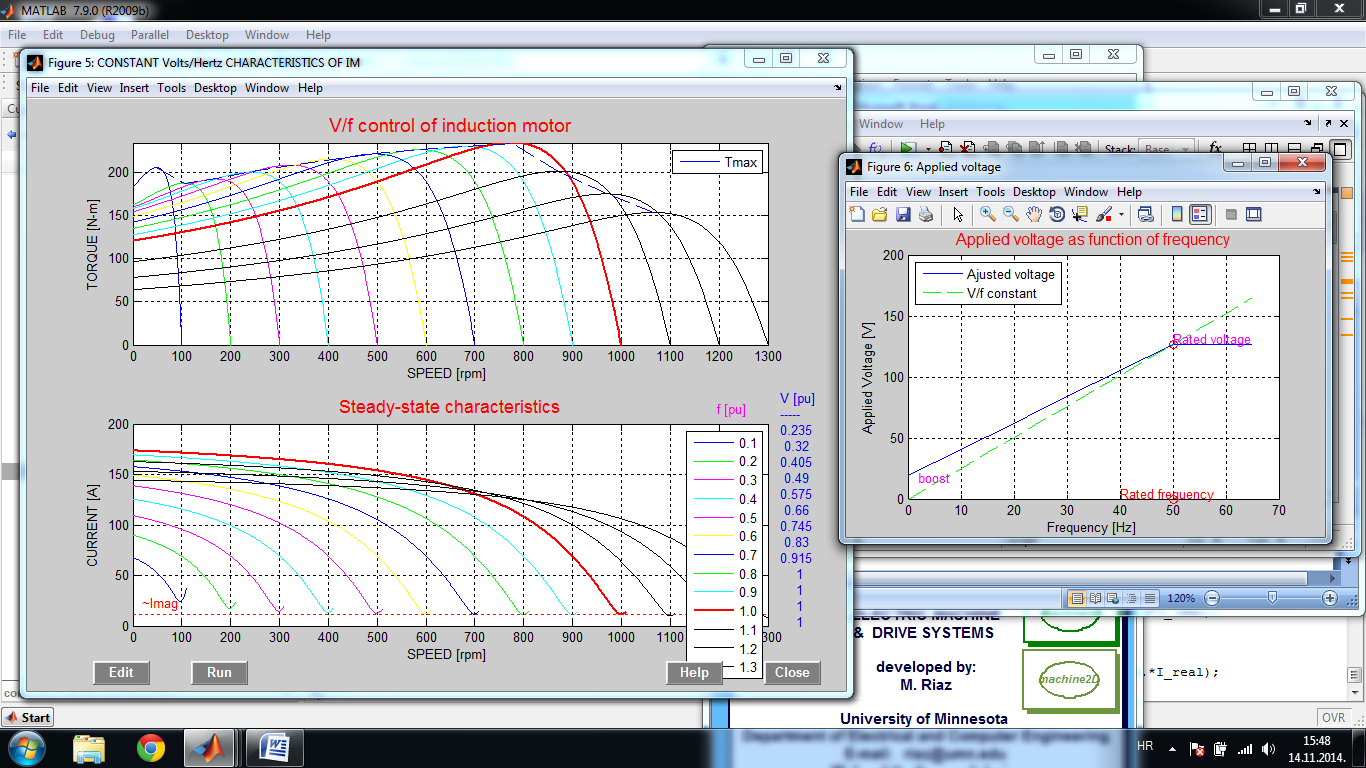 MATLAB 7.9.0 (R2009b)
File Edit Debug Parallel Desktop Window Help
Figure 5: CONSTANT Volts/Hertz CHARACTERISTICS OF IM
File Edit View Insert Tools Desktop Window Help
V/f control of induction motor
TORQUE [N-m]
200
150
100
50
0
Tmax
0 100 200 300 400 500 600 700 800 900 1000 1100 1200 1300
SPEED [rpm]
Steady-state characteristics
f [pu]
V [pu]
-----
CURRENT [A]
200
150
100
50
0
~Imag
0 100 200 300 400 500 600 700 800 900 1000 1100 1300
SPEED [rpm]
0.1
0.2
0.3
0.4
0.5
0.6
0.7
0.8
0.9
1.0
1.1
1.2
1.3
0.235
0.32
0.405
0.49
0.575
0.66
0.745
0.83
0.915
1
1
1
1
Edit Run Help Close
Window Help
Stack: Base
fx
Figure 6: Applied voltage
File Edit View Insert Tools Desktop Window Help
Applied voltage as function of frequency
Applied Voltage [V]
200
150
100
50
0
Ajusted voltage
V/f constant
Rated voltage
boost
Rated frequency
0 10 20 30 40 50 60 70
Frequency [Hz]
120%
ELECTRIC MACHINE
& DRIVE SYSTEMS
developed by:
M. Riaz
University of Minnesota
Department of Electrical and Computer Engineering
E-mail: riaz@umn.edu
machine2D
.*I_real);
OVR
Start
HR
15:48
14.11.2014.